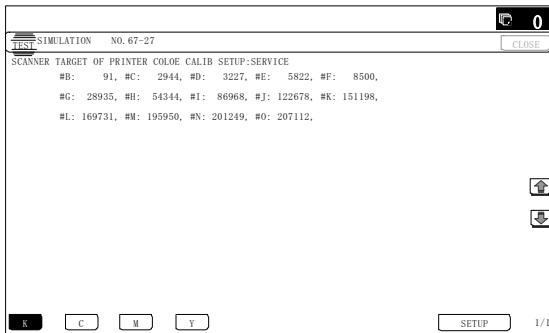 0
TEST SIMULATION NO.67-27
CLOSE
SCANNER TARGET OF PRINTER COLOE CALIB SETUP:SERVICE
#B: 91, #C: 2944, #D: 3227, #E: 5822, #F: 8500,
#G: 28935, #H: 54344, #I: 86968, #J: 122678, #K: 151198,
#L: 169731, #M: 195950, #N: 201249, #O: 207112,
K C M Y SETUP 1/1